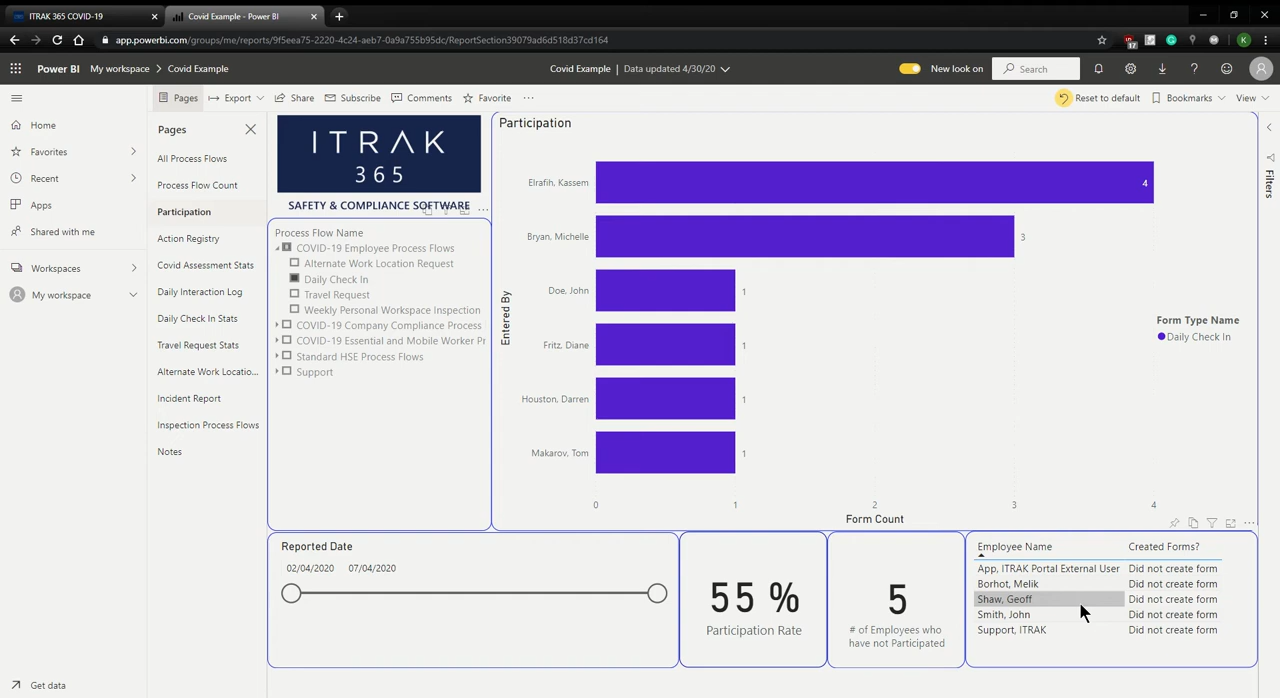 ITRAK 365 COVID-19
Covid Example - Power BI
app.powerbi.com/groups/me/reports/9f5eea75-2220-4c24-aeb7-0a9a755b95dc/ReportSection39079ad6d518d37cd164
17
K
Power BI My workspace > Covid Example
Covid Example | Data updated 4/30/20
New look on
Search
Pages Export Share Subscribe Comments Favorite ...
Reset to default Bookmarks View
Home
Favorites
Recent
Apps
Shared with me
Workspaces
My workspace
Get data
Pages
All Process Flows
Process Flow Count
Participation
Action Registry
Covid Assessment Stats
Daily Interaction Log
Daily Check In Stats
Travel Request Stats
Alternate Work Locatio...
Incident Report
Inspection Process Flows
Notes
ITRAK
365
SAFETY & COMPLIANCE SOFTWARE
Process Flow Name
COVID-19 Employee Process Flows
Alternate Work Location Request
Daily Check In
Travel Request
Weekly Personal Workspace Inspection
COVID-19 Company Compliance Process
COVID-19 Essential and Mobile Worker Pr
Standard HSE Process Flows
Support
Participation
Entered By
Elrafih, Kassem 4
Bryan, Michelle 3
Doe, John 1
Fritz, Diane 1
Houston, Darren 1
Makarov, Tom 1
0 1 2 3 4
Form Count
Form Type Name
Daily Check In
Filters
Reported Date
02/04/2020 07/04/2020
55 %
Participation Rate
5
# of Employees who
have not Participated
Employee Name Created Forms?
App, ITRAK Portal External User Did not create form
Borhot, Melik Did not create form
Shaw, Geoff Did not create form
Smith, John Did not create form
Support, ITRAK Did not create form